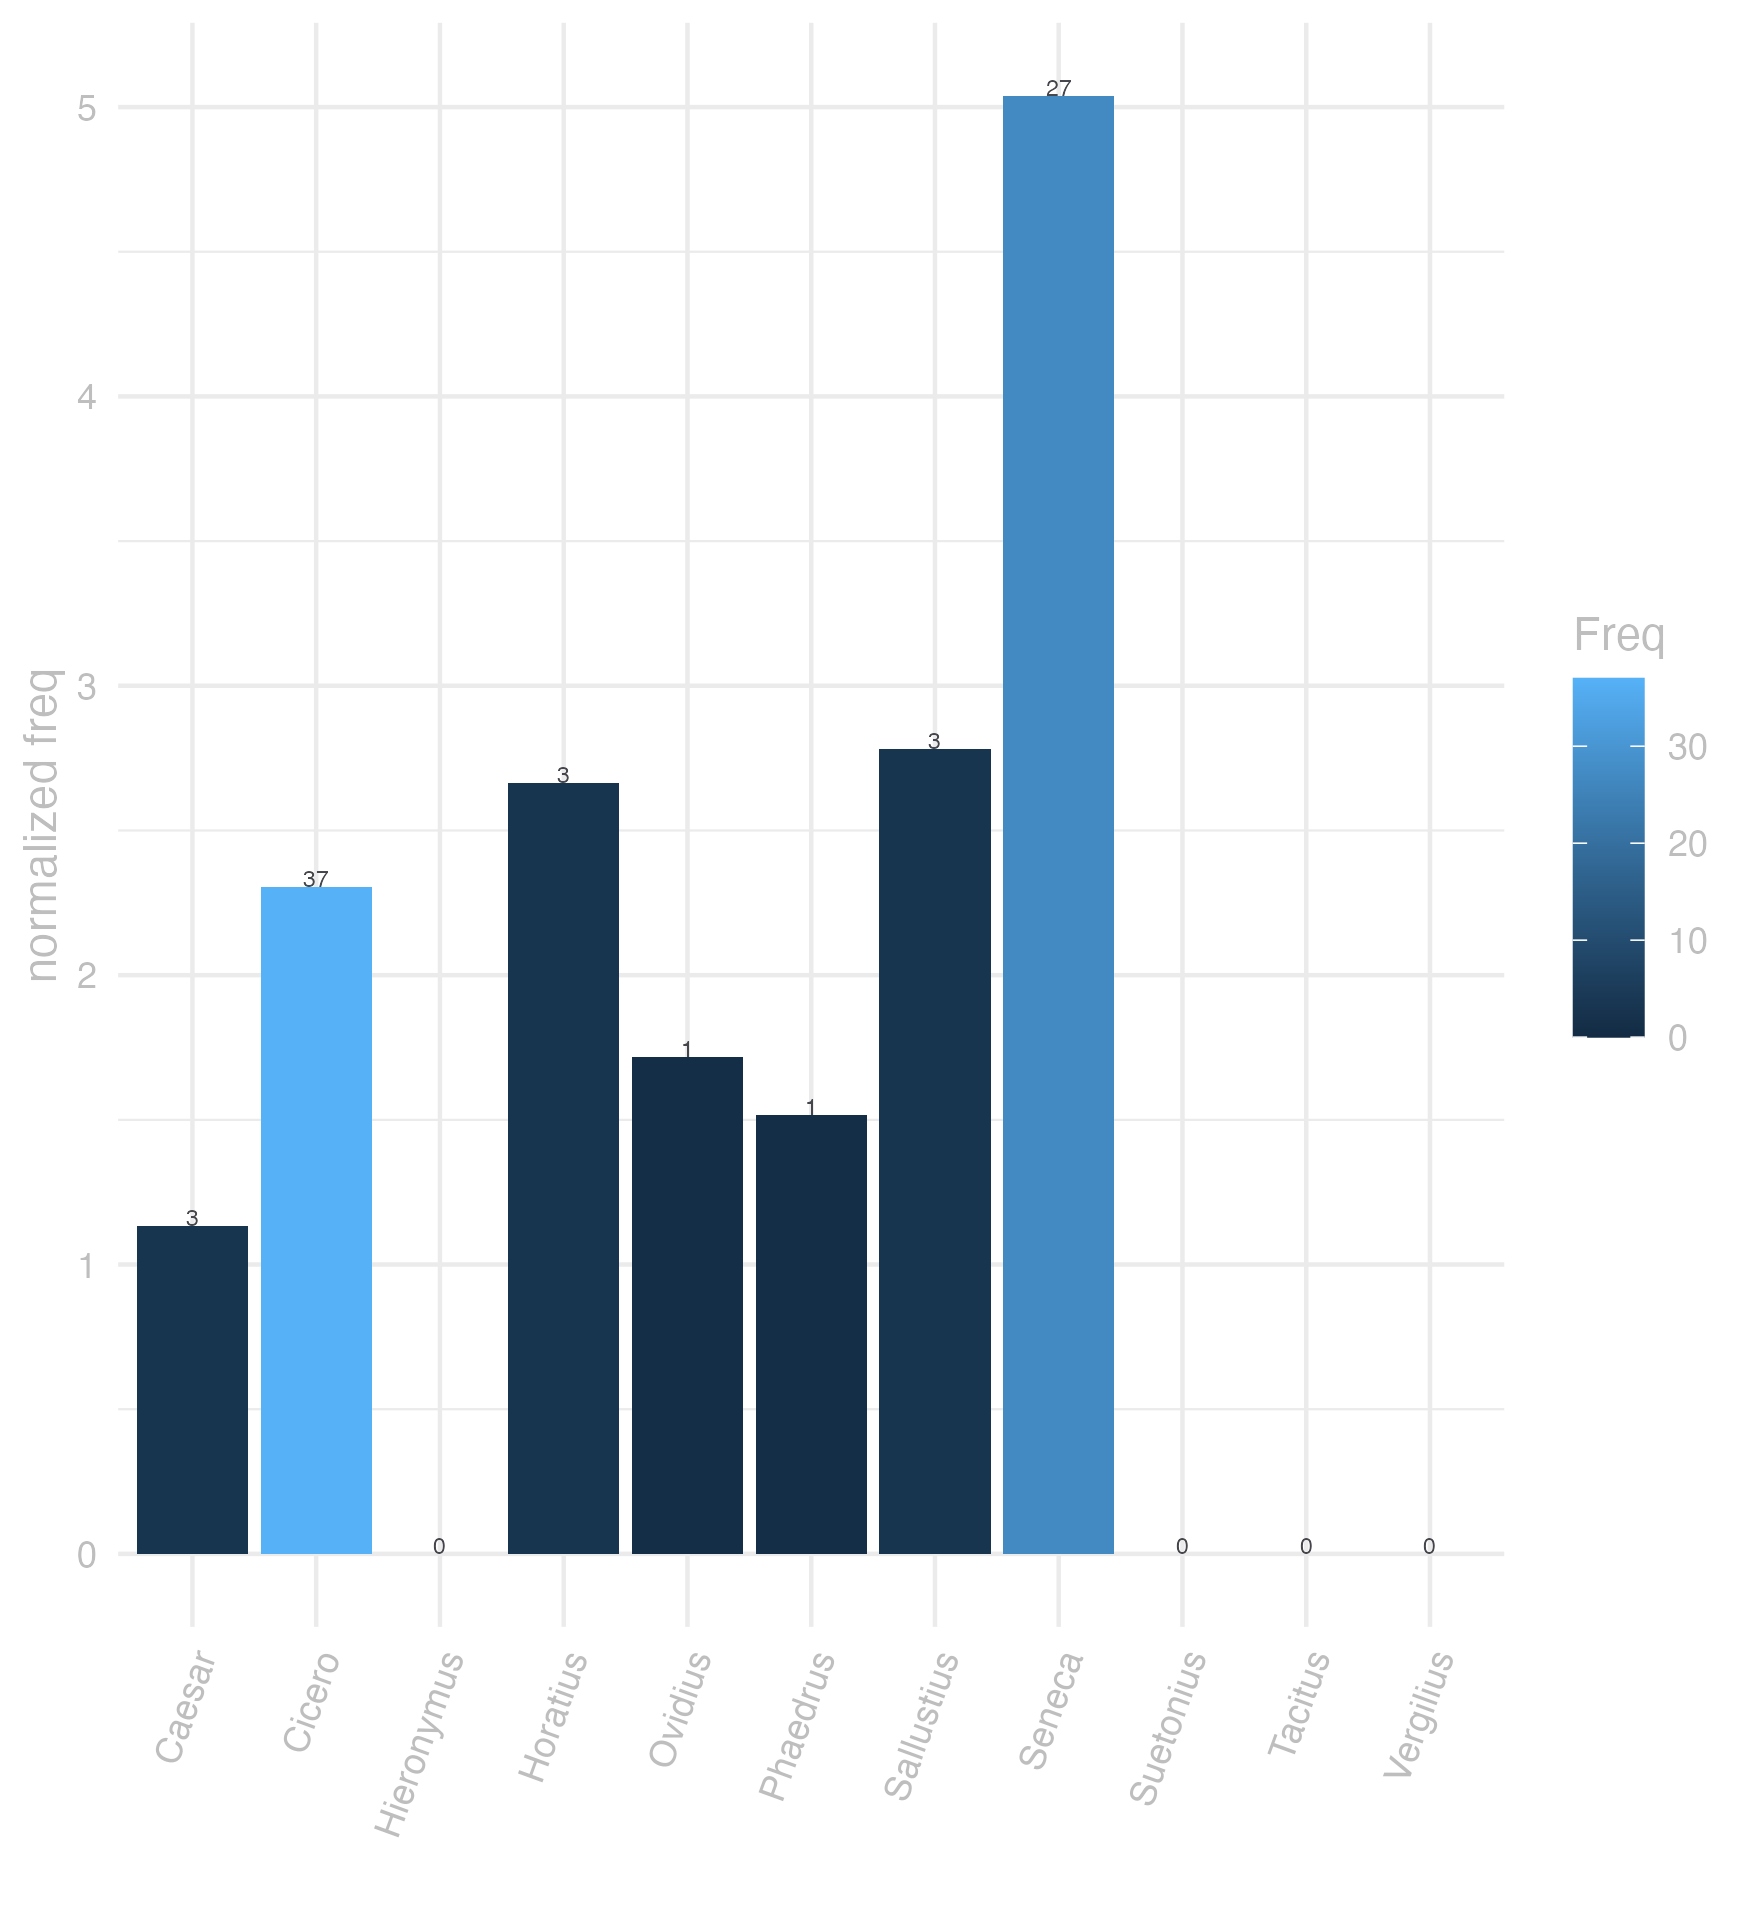 normalized freq
5
4
3
2
1
0
3
37
0
3
1
1
3
27
0
0
0
Caesar
Cicero
Hieronymus
Horatius
Ovidius
Phaedrus
Sallustius
Seneca
Suetonius
Tacitus
Vergilius
Freq
30
20
10
0